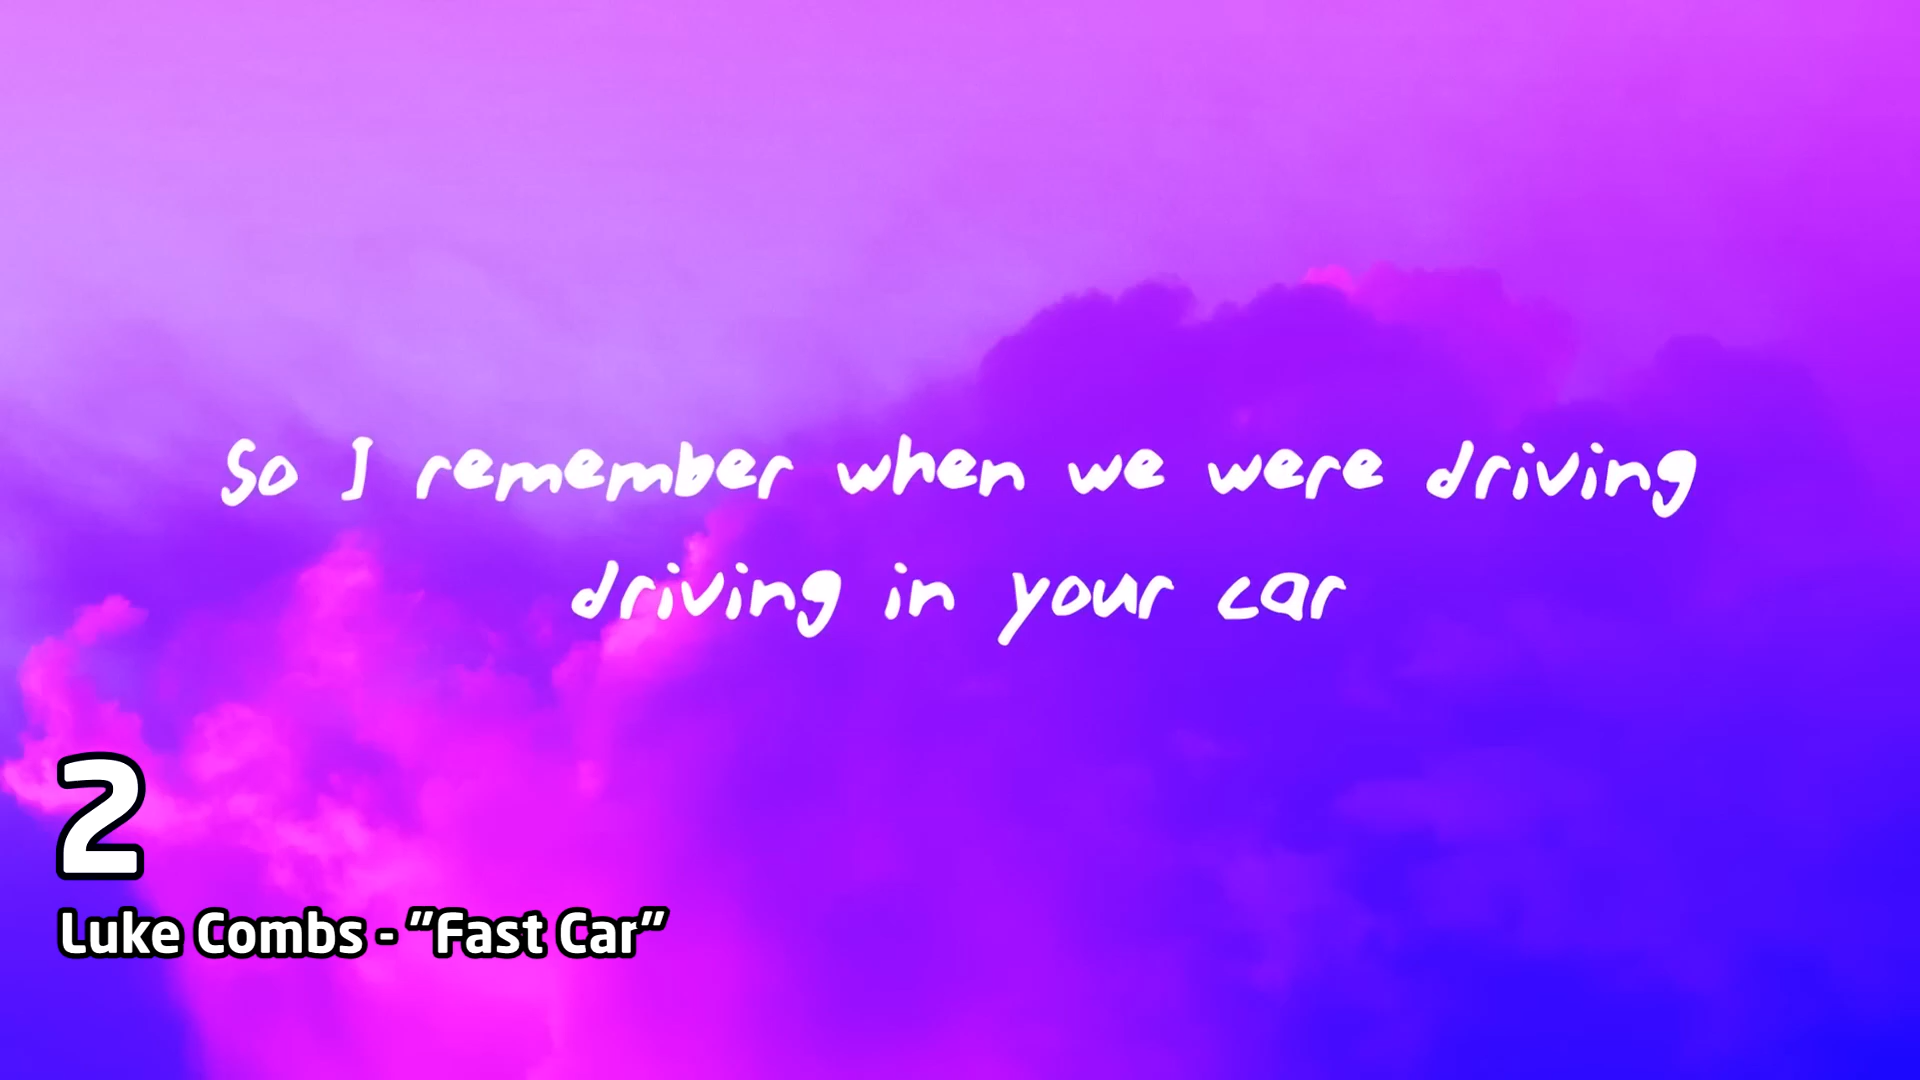 So I remember when we were driving
driving in your car
2
Luke Combs - "Fast Car"